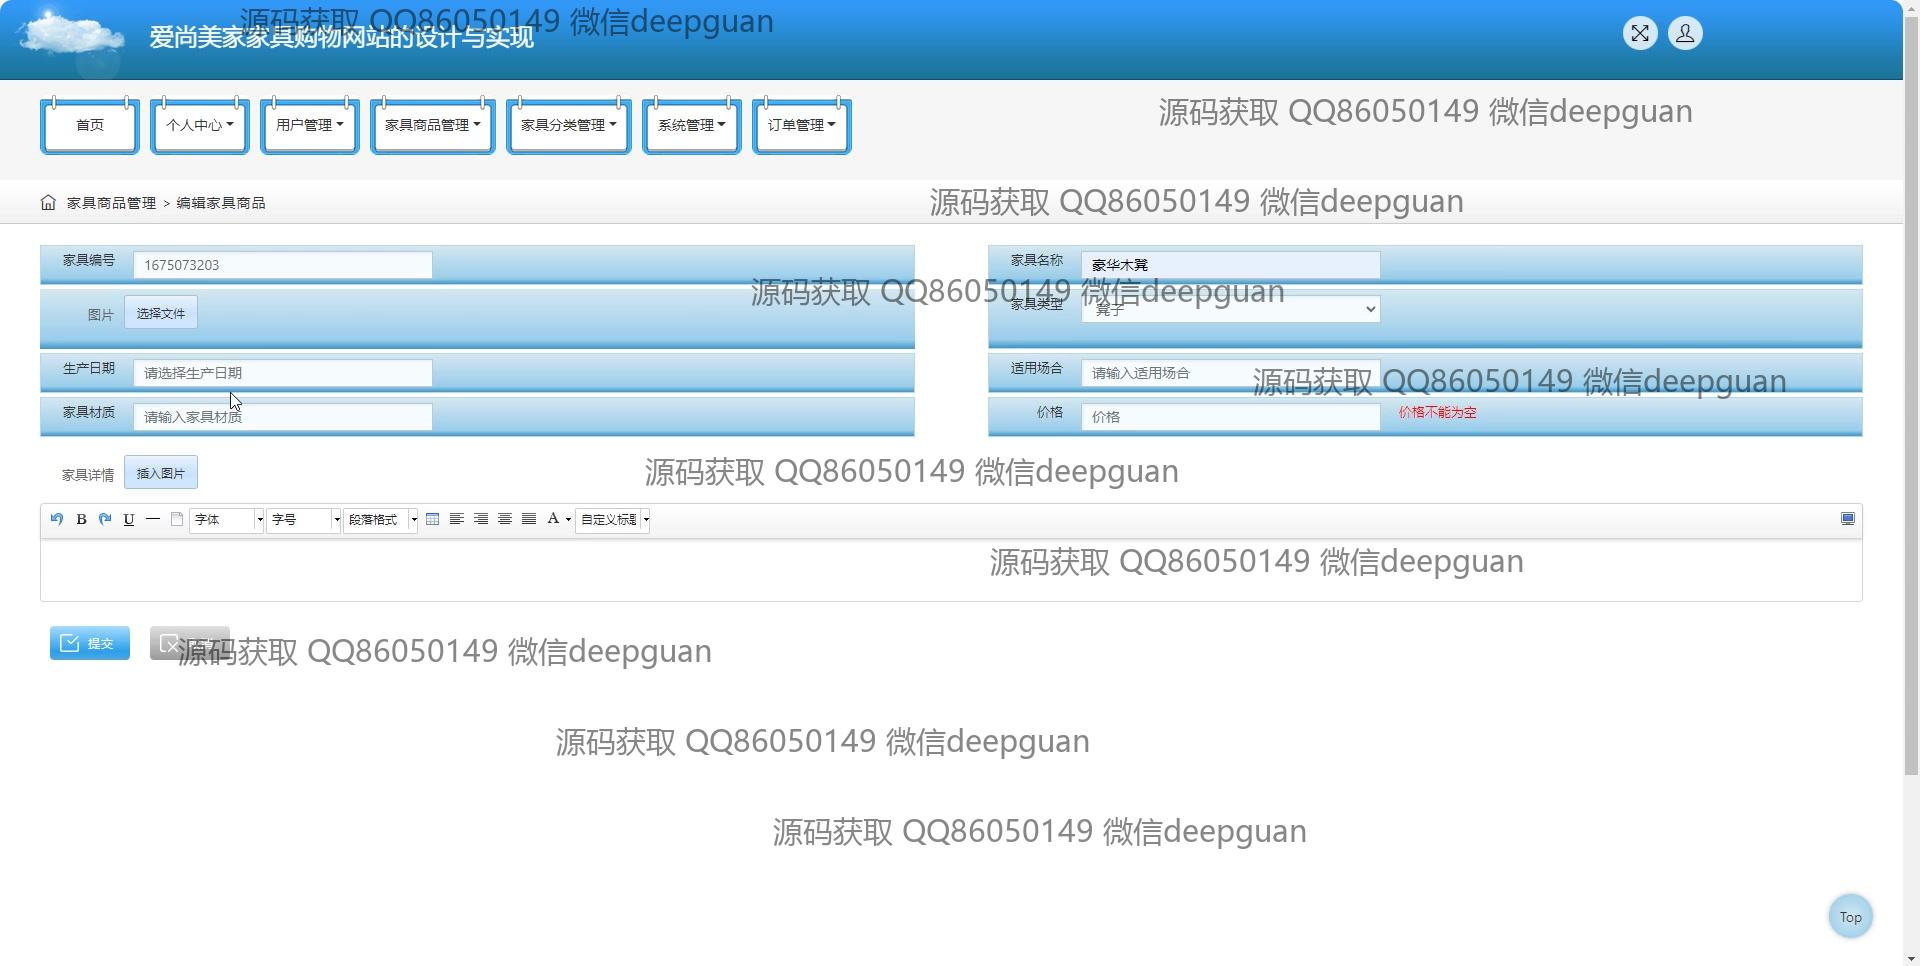 源码获取 QQ86050149 微信deepguan
爱尚美家家具购物网站的设计与实现
首页 个人中心 用户管理 家具商品管理 家具分类管理 系统管理 订单管理
源码获取 QQ86050149 微信deepguan
家具商品管理 > 编辑家具商品
源码获取 QQ86050149 微信deepguan
家具编号 1675073203 家具名称 豪华木凳
源码获取 QQ86050149 微信deepguan
图片 选择文件 家具类型 凳子
生产日期 请选择生产日期 适用场合 请输入适用场合
源码获取 QQ86050149 微信deepguan
家具材质 请输入家具材质 价格 价格 价格不能为空
家具详情 插入图片
源码获取 QQ86050149 微信deepguan
B U 字体 字号 段落格式 A 自定义标题
源码获取 QQ86050149 微信deepguan
提交
源码获取 QQ86050149 微信deepguan
源码获取 QQ86050149 微信deepguan
源码获取 QQ86050149 微信deepguan
Top